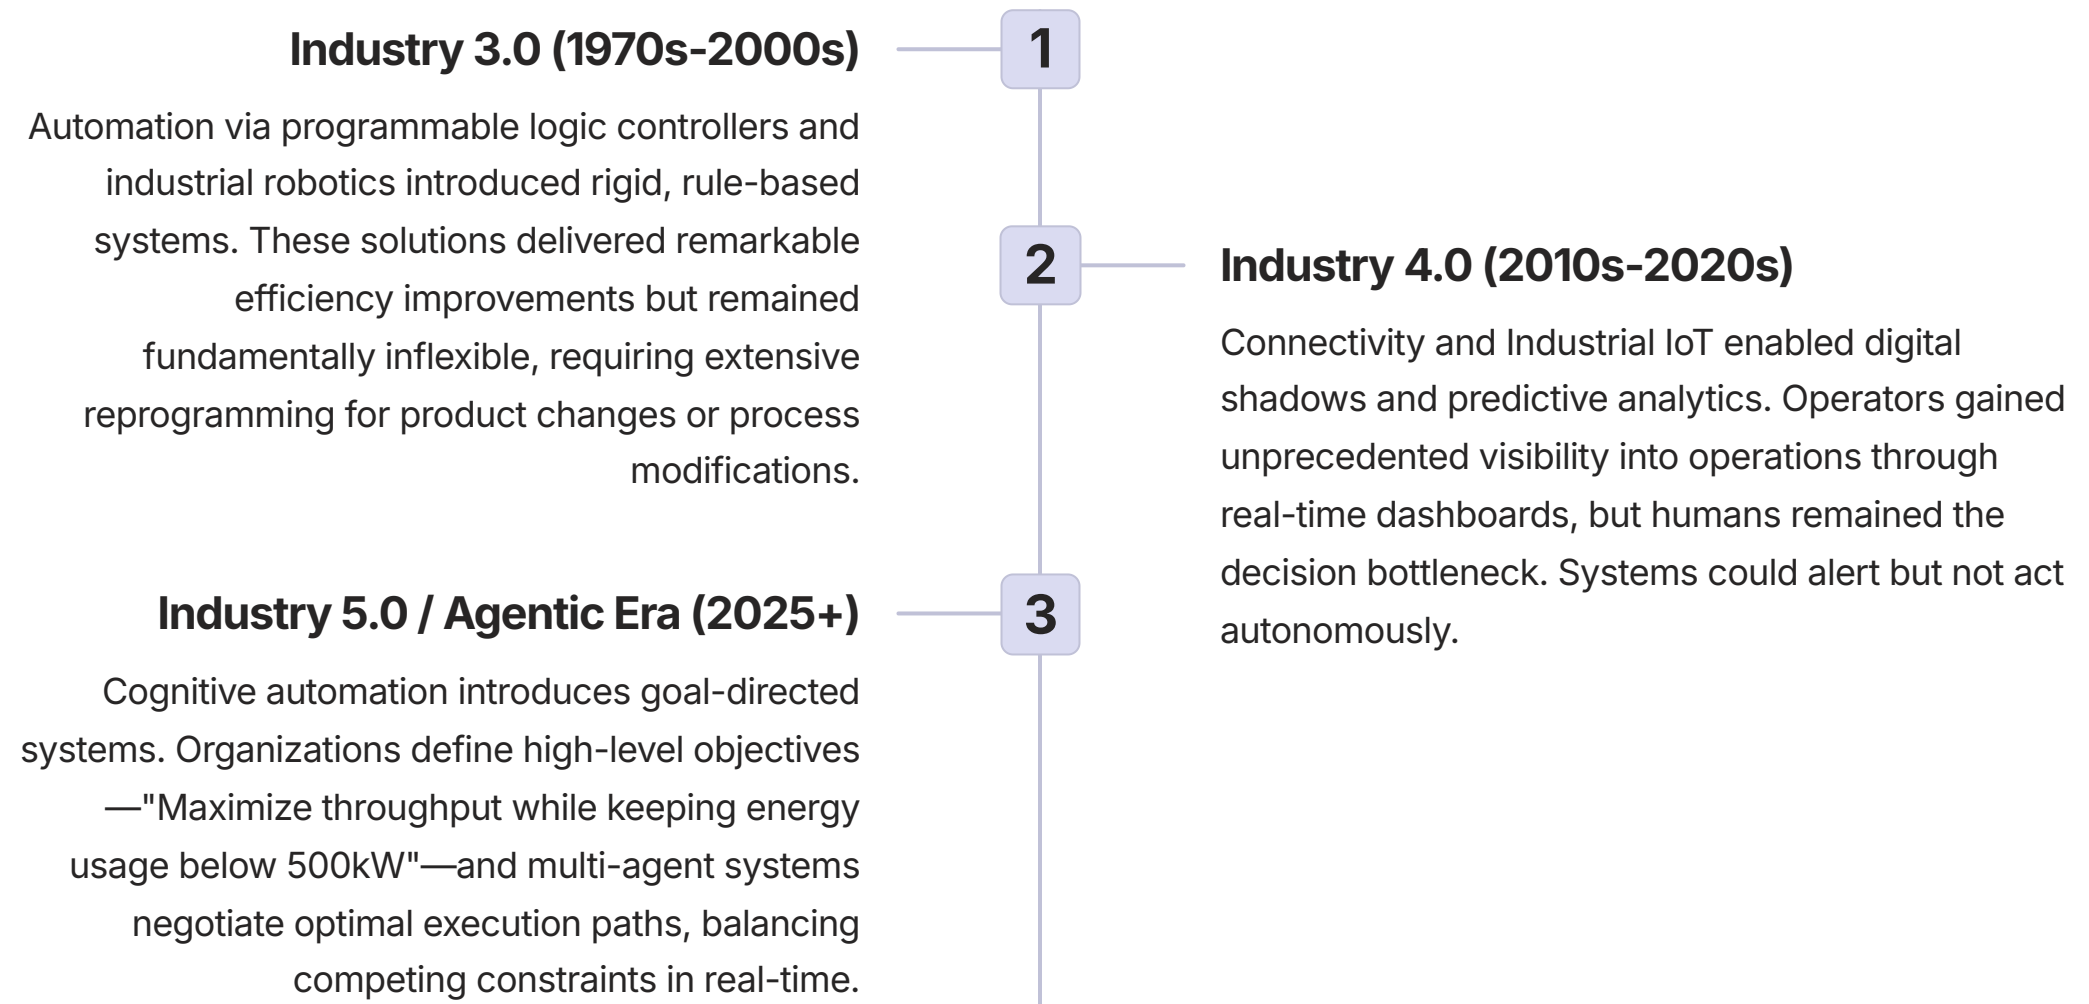 Industry 3.0 (1970s-2000s)
1
Automation via programmable logic controllers and
industrial robotics introduced rigid, rule-based
systems. These solutions delivered remarkable
efficiency improvements but remained
fundamentally inflexible, requiring extensive
reprogramming for product changes or process
modifications.
2
Industry 4.0 (2010s-2020s)
Connectivity and Industrial IoT enabled digital
shadows and predictive analytics. Operators gained
unprecedented visibility into operations through
real-time dashboards, but humans remained the
decision bottleneck. Systems could alert but not act
autonomously.
Industry 5.0 / Agentic Era (2025+)
3
Cognitive automation introduces goal-directed
systems. Organizations define high-level objectives
—"Maximize throughput while keeping energy
usage below 500kW"—and multi-agent systems
negotiate optimal execution paths, balancing
competing constraints in real-time.